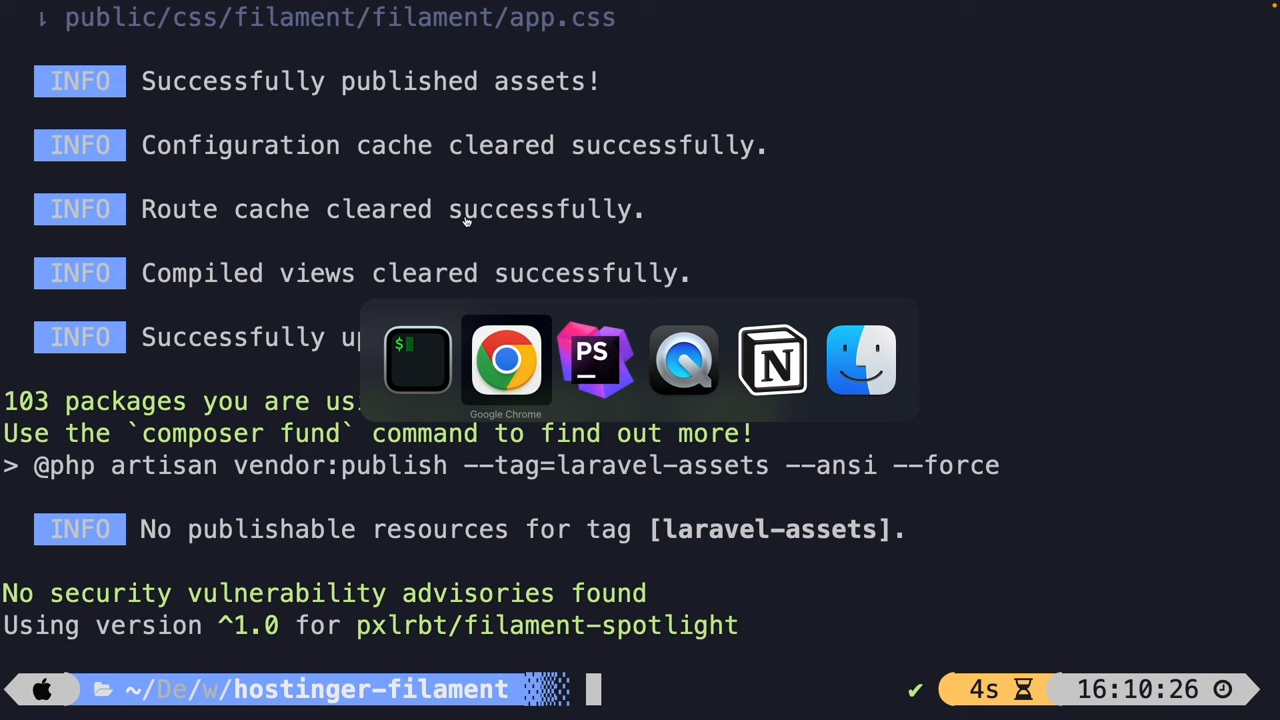 public/css/filament/filament/app.css
INFO Successfully published assets!
INFO Configuration cache cleared successfully.
INFO Route cache cleared successfully.
INFO Compiled views cleared successfully.
INFO Successfully
$
PS
N
Google Chrome
103 packages you are
Use the `composer fund` command to find out more!
> @php artisan vendor:publish --tag=laravel-assets --ansi --force
INFO No publishable resources for tag [laravel-assets].
No security vulnerability advisories found
Using version ^1.0 for pxlrbt/filament-spotlight
~/De/w/hostinger-filament ✔ 4s 16:10:26